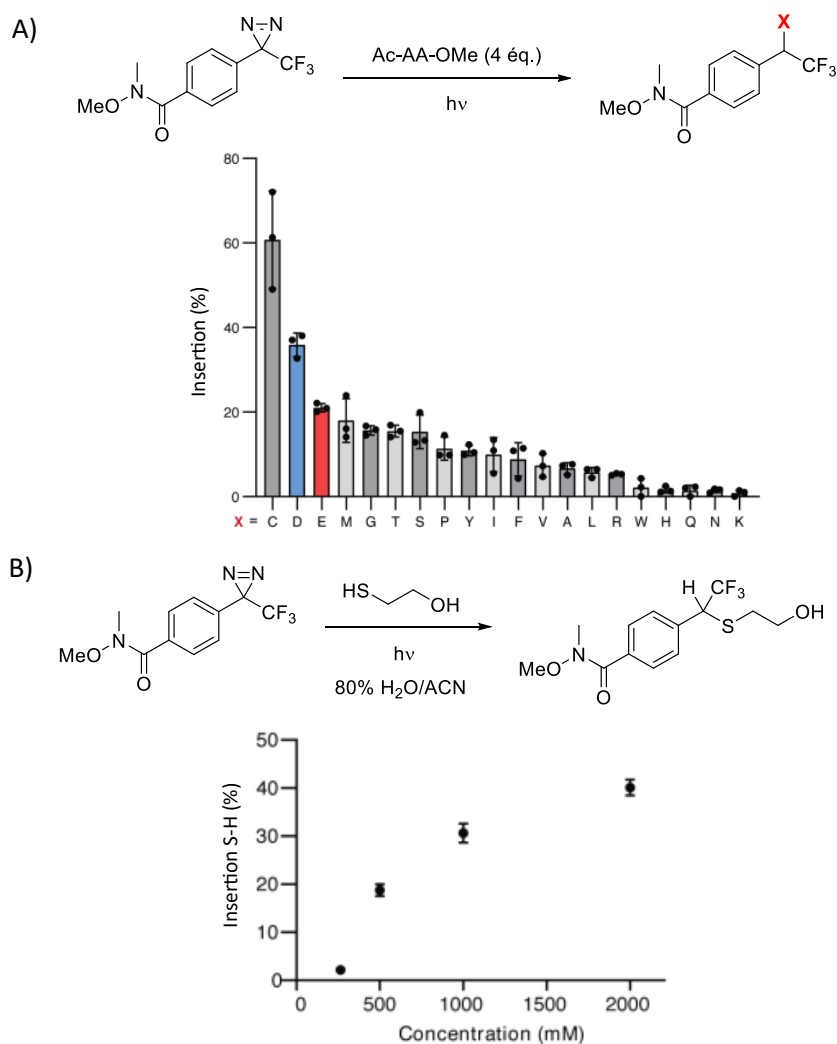 A)
N N
N
MeO
O
CF3
Ac-AA-OMe (4 éq.)
hν
X
N
MeO
O
CF3
Insertion (%)
80
60
40
20
0
X = C D E M G T S P Y I F V A L R W H Q N K
B)
N=N
N
MeO
O
CF3
HS
OH
hν
80% H2O/ACN
H CF3
S
OH
N
MeO
O
Insertion S-H (%)
50
40
30
20
10
0
0 500 1000 1500 2000
Concentration (mM)